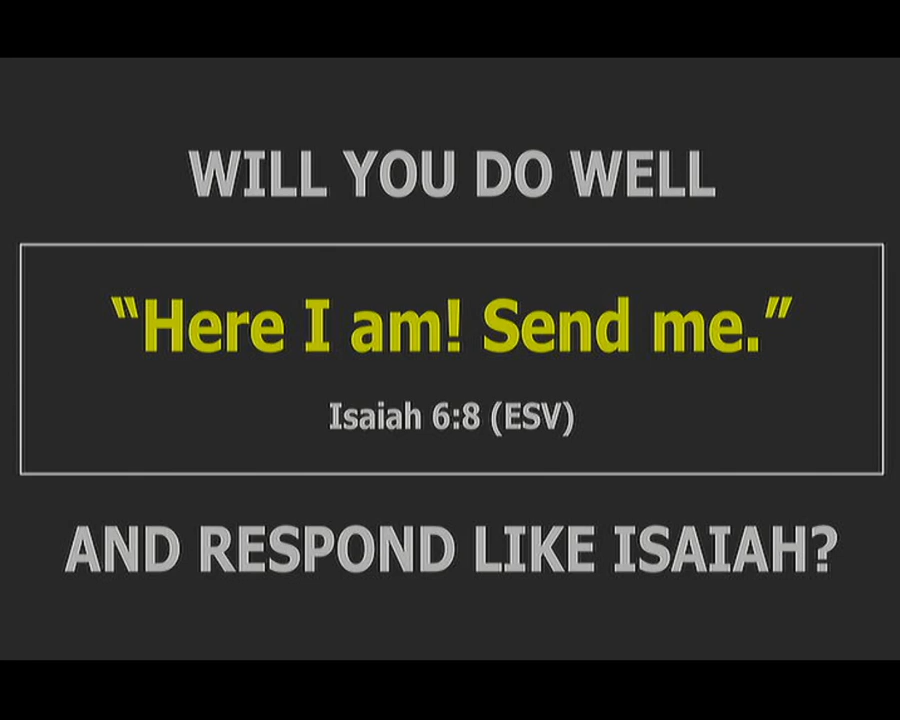 WILL YOU DO WELL
“Here I am! Send me.”
Isaiah 6:8 (ESV)
AND RESPOND LIKE ISAIAH?